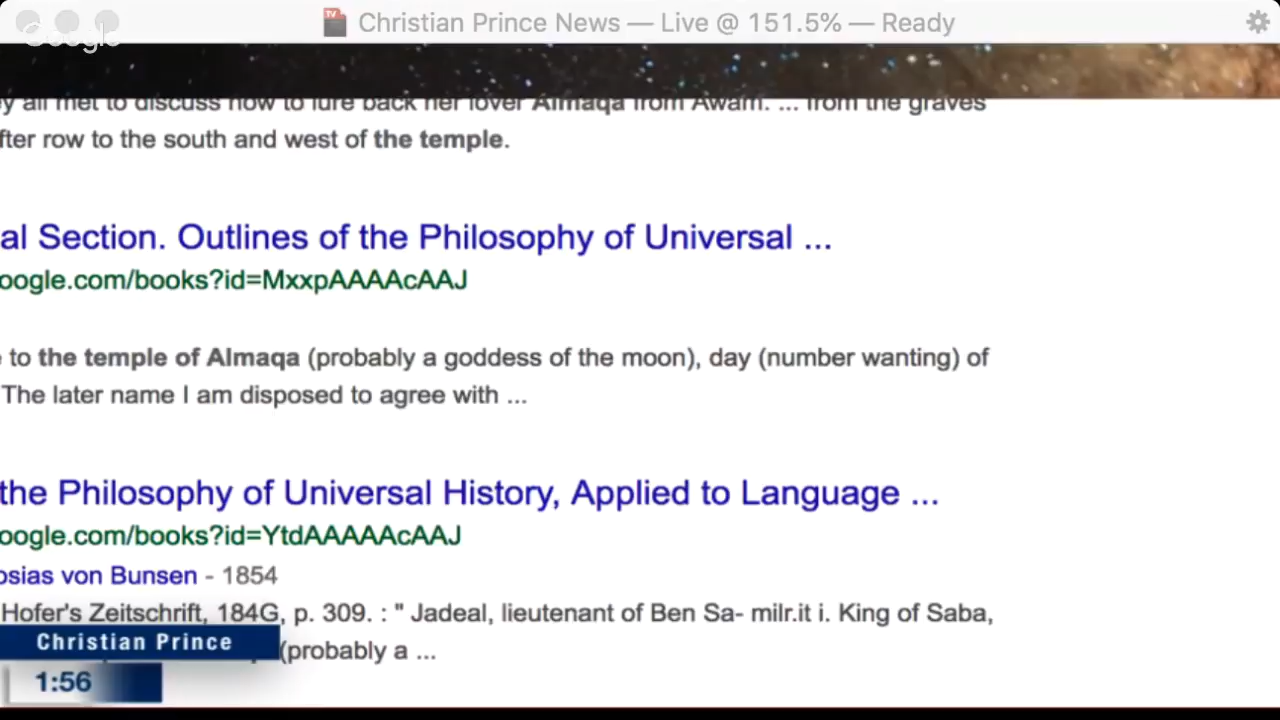 TV Christian Prince News — Live @ 151.5% — Ready
Google
y all met to discuss how to lure back her lover Almaqa from Awam. ... from the graves
fter row to the south and west of the temple.
al Section. Outlines of the Philosophy of Universal ...
oogle.com/books?id=MxxpAAAAcAAJ
to the temple of Almaqa (probably a goddess of the moon), day (number wanting) of
The later name I am disposed to agree with ...
the Philosophy of Universal History, Applied to Language ...
oogle.com/books?id=YtdAAAAAcAAJ
osias von Bunsen - 1854
Hofer's Zeitschrift, 184G, p. 309. : " Jadeal, lieutenant of Ben Sa- milr.it i. King of Saba,
Christian Prince
(probably a ...
1:56